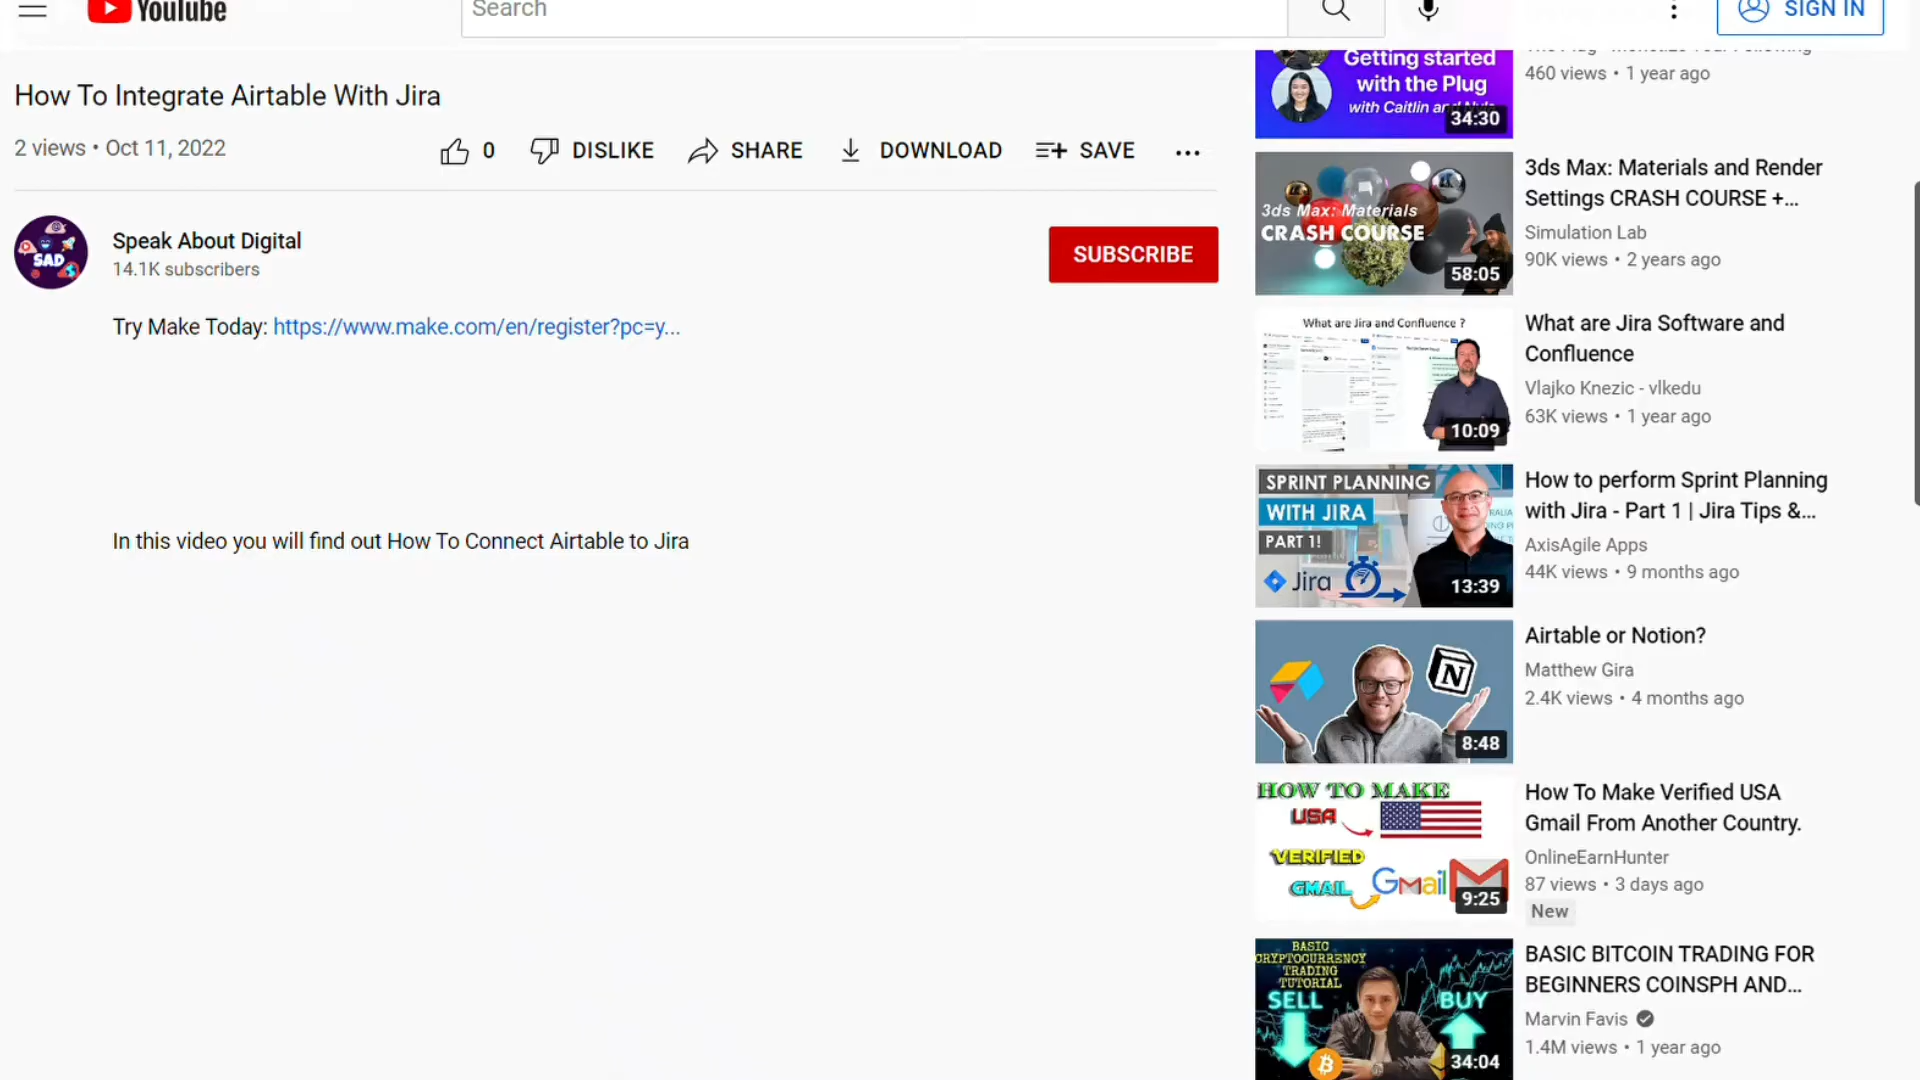 YouTube
Search
SIGN IN
How To Integrate Airtable With Jira
2 views • Oct 11, 2022
0
DISLIKE
SHARE
DOWNLOAD
SAVE
SAD
Speak About Digital
14.1K subscribers
SUBSCRIBE
Try Make Today: https://www.make.com/en/register?pc=y...
In this video you will find out How To Connect Airtable to Jira
Getting started
with the Plug
with Caitlin and
34:30
460 views • 1 year ago
3ds Max: Materials
CRASH COURSE
58:05
3ds Max: Materials and Render
Settings CRASH COURSE +...
Simulation Lab
90K views • 2 years ago
What are Jira and Confluence ?
10:09
What are Jira Software and
Confluence
Vlajko Knezic - vlkedu
63K views • 1 year ago
SPRINT PLANNING
WITH JIRA
PART 1!
Jira
13:39
How to perform Sprint Planning
with Jira - Part 1 | Jira Tips &...
AxisAgile Apps
44K views • 9 months ago
N
8:48
Airtable or Notion?
Matthew Gira
2.4K views • 4 months ago
HOW TO MAKE
USA
VERIFIED
GMAIL
Gmail
9:25
How To Make Verified USA
Gmail From Another Country.
OnlineEarnHunter
87 views • 3 days ago
New
BASIC
CRYPTOCURRENCY
TRADING
TUTORIAL
SELL
BUY
34:04
BASIC BITCOIN TRADING FOR
BEGINNERS COINSPH AND...
Marvin Favis
1.4M views • 1 year ago